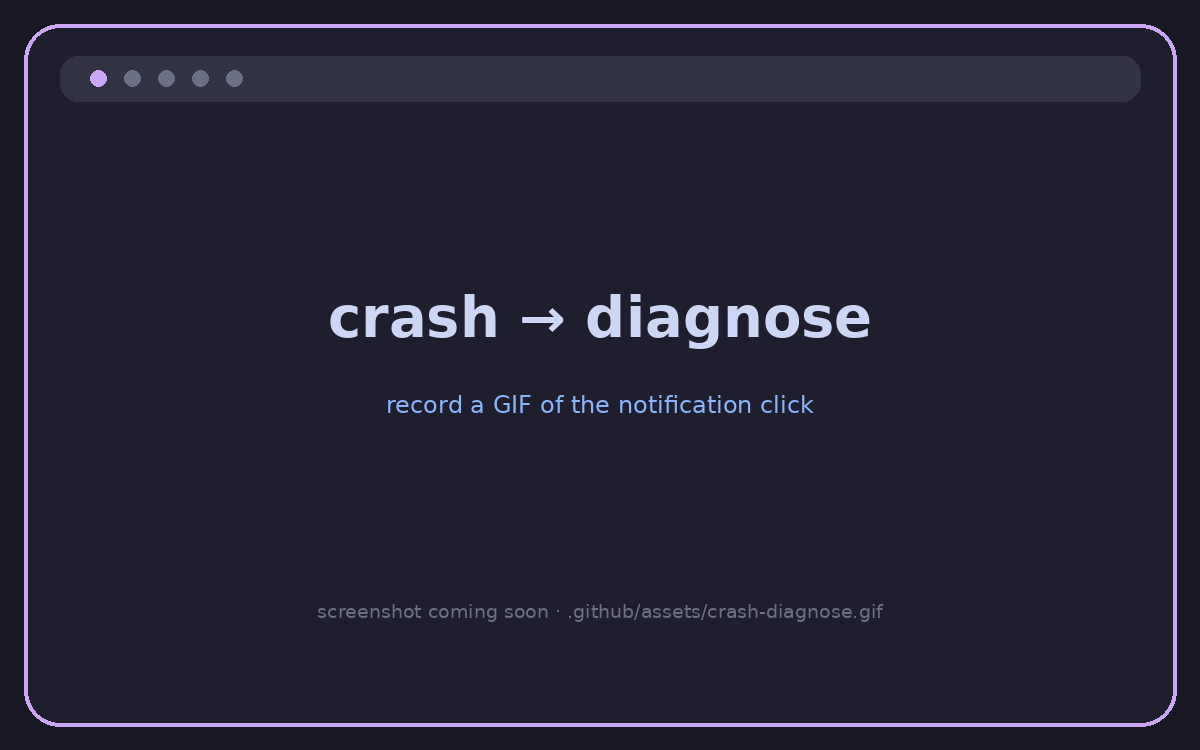 crash → diagnose
record a GIF of the notification click
screenshot coming soon · .github/assets/crash-diagnose.gif